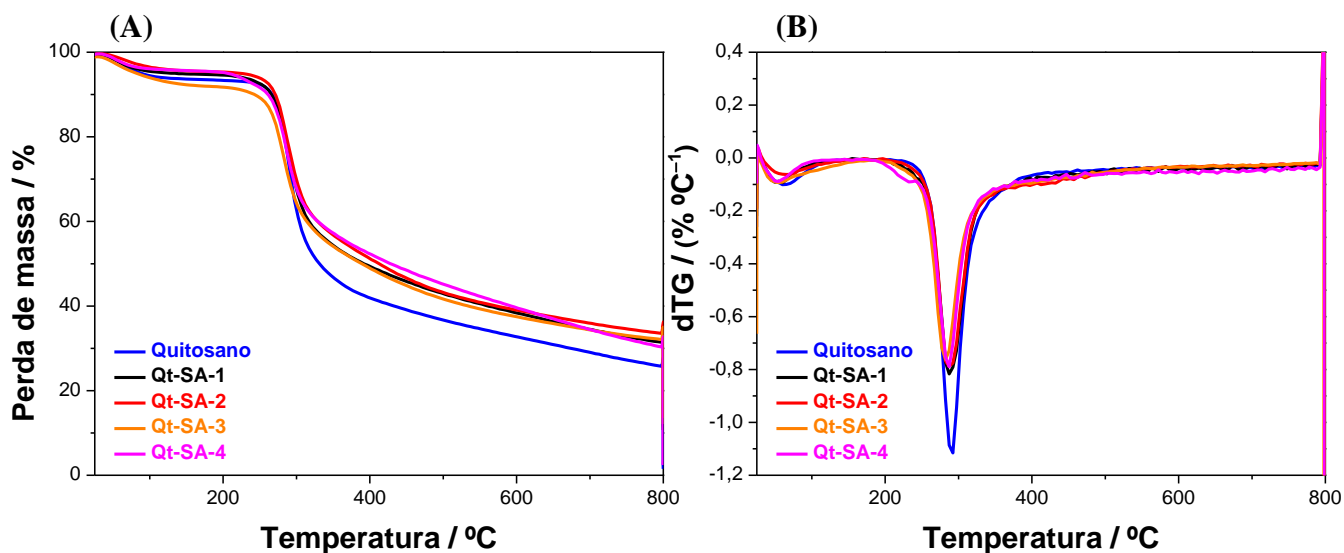 (A)
Perda de massa / %
100
80
60
40
20
0
Quitosano
Qt-SA-1
Qt-SA-2
Qt-SA-3
Qt-SA-4
200
400
600
800
Temperatura / ºC
(B)
dTG / (% ºC⁻¹)
0,4
0,2
0,0
-0,2
-0,4
-0,6
-0,8
-1,0
-1,2
Quitosano
Qt-SA-1
Qt-SA-2
Qt-SA-3
Qt-SA-4
200
400
600
800
Temperatura / ºC